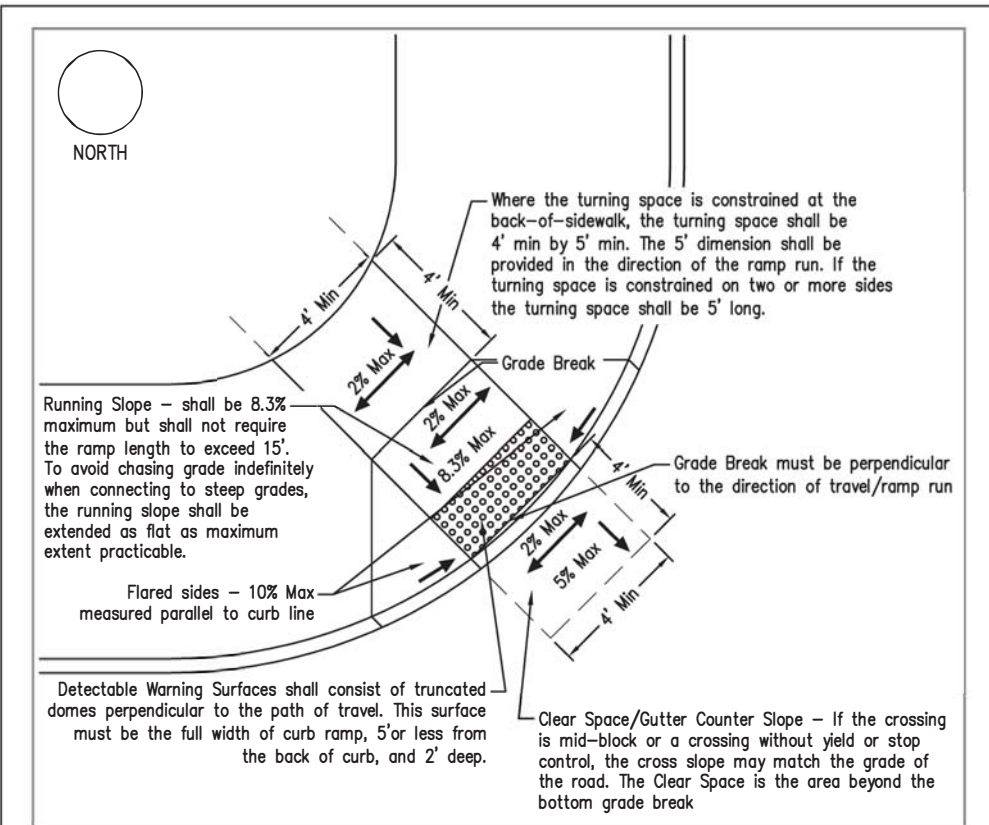 NORTH
Where the turning space is constrained at the
back-of-sidewalk, the turning space shall be
4' min by 5' min. The 5' dimension shall be
provided in the direction of the ramp run. If the
turning space is constrained on two or more sides
the turning space shall be 5' long.
4' Min
4' Min
2% Max
Grade Break
2% Max
8.3% Max
Running Slope - shall be 8.3%
maximum but shall not require
the ramp length to exceed 15'.
To avoid chasing grade indefinitely
when connecting to steep grades,
the running slope shall be
extended as flat as maximum
extent practicable.
Grade Break must be perpendicular
to the direction of travel/ramp run
4' Min
2% Max
5% Max
4' Min
Flared sides - 10% Max
measured parallel to curb line
Detectable Warning Surfaces shall consist of truncated
domes perpendicular to the path of travel. This surface
must be the full width of curb ramp, 5'or less from
the back of curb, and 2' deep.
Clear Space/Gutter Counter Slope - If the crossing
is mid-block or a crossing without yield or stop
control, the cross slope may match the grade of
the road. The Clear Space is the area beyond the
bottom grade break